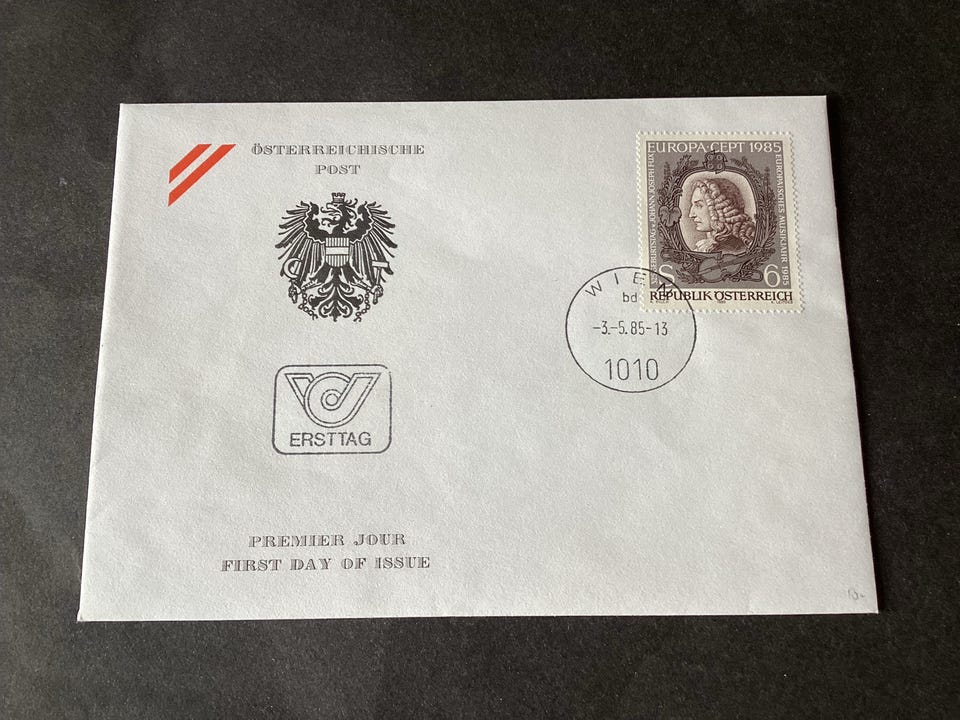 ÖSTERREICHISCHE
POST
EUROPA-CEPT 1985
GEBURTSTAG · JOHANN JOSEPH FUX
EUROPÄISCHES MUSIKJAHR 1985
S 6
REPUBLIK ÖSTERREICH
WIEN
bd
-3.-5.85-13
1010
ERSTTAG
PREMIER JOUR
FIRST DAY OF ISSUE